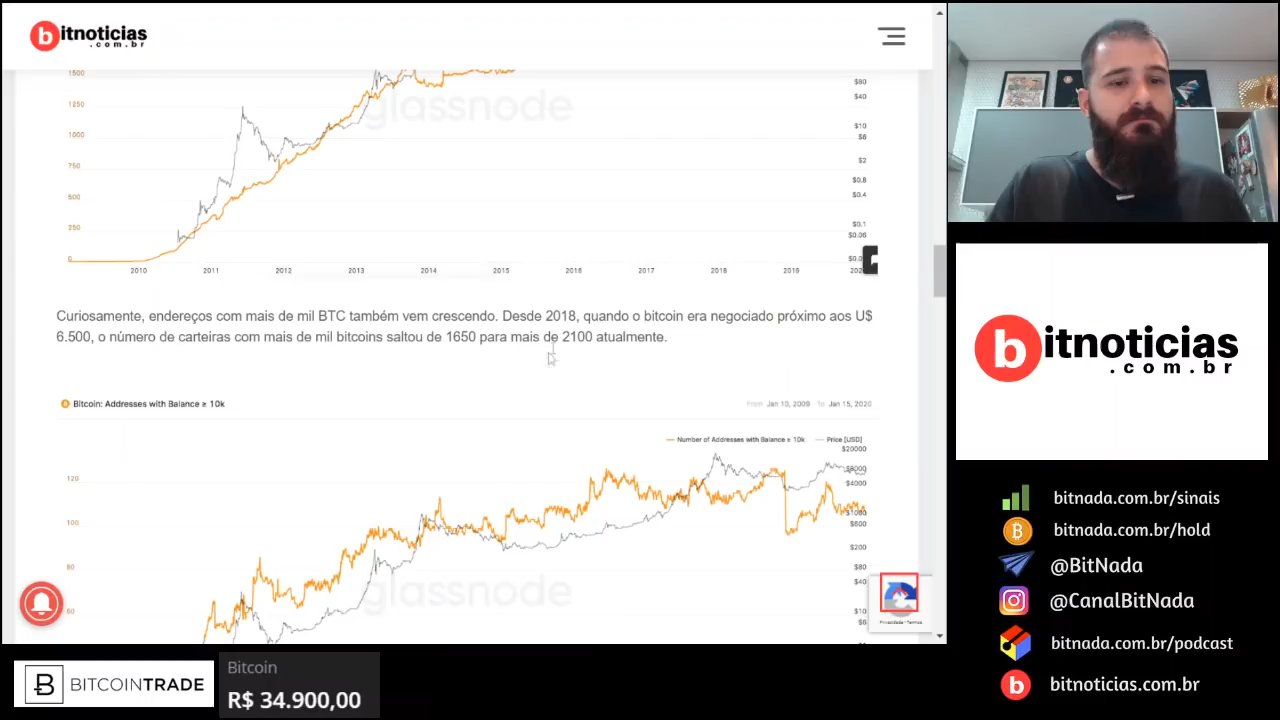 bitnoticias
.com.br
1500
1250
1000
750
500
250
0
$80
$40
$10
$6
$2
$0.8
$0.4
$0.1
$0.06
glassnode
2010 2011 2012 2013 2014 2015 2016 2017 2018 2019
Curiosamente, endereços com mais de mil BTC também vem crescendo. Desde 2018, quando o bitcoin era negociado próximo aos U$
6.500, o número de carteiras com mais de mil bitcoins saltou de 1650 para mais de 2100 atualmente.
Bitcoin: Addresses with Balance ≥ 10k
From: Jan 10, 2009 To: Jan 15, 2020
Number of Addresses with Balance ≥ 10k Price [USD]
120
100
80
60
$20000
$8000
$4000
$1000
$600
$200
$80
$40
$10
$6
glassnode
Privacidade - Termos
bitnoticias
.com.br
bitnada.com.br/sinais
bitnada.com.br/hold
@BitNada
@CanalBitNada
bitnada.com.br/podcast
bitnoticias.com.br
BITCOINTRADE
Bitcoin
R$ 34.900,00